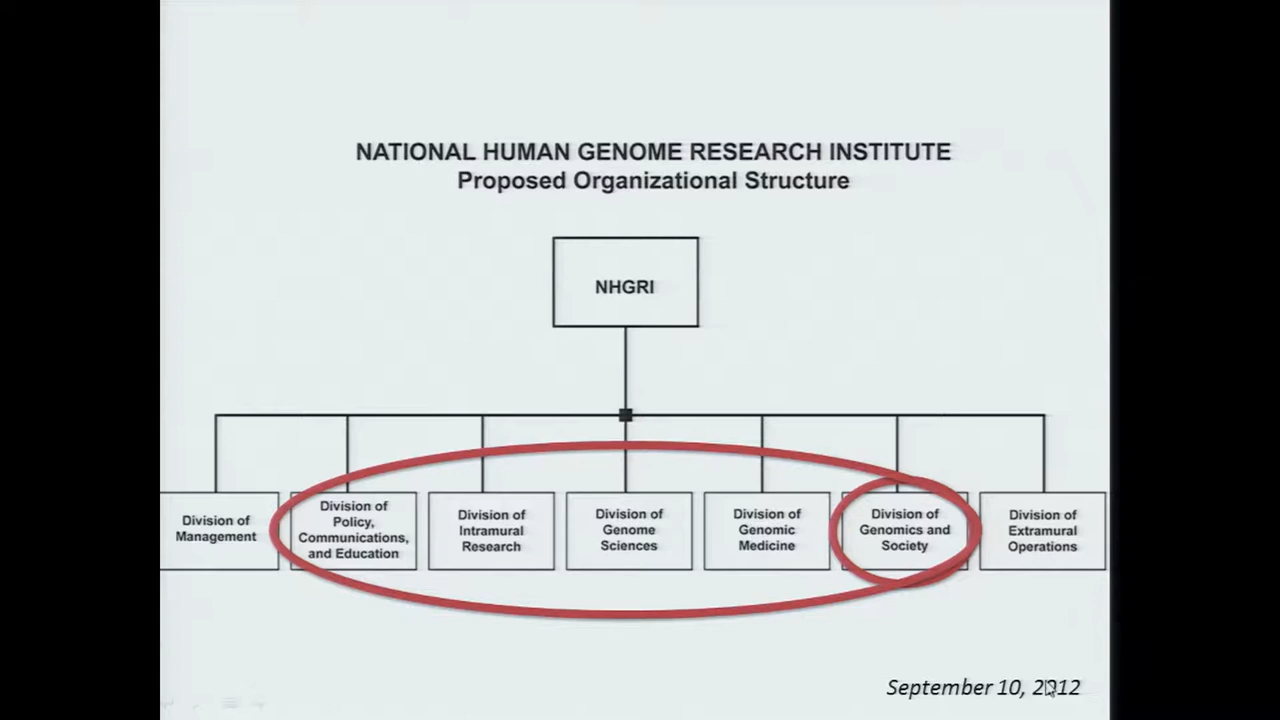 NATIONAL HUMAN GENOME RESEARCH INSTITUTE
Proposed Organizational Structure
NHGRI
Division of
Management
Division of
Policy,
Communications,
and Education
Division of
Intramural
Research
Division of
Genome
Sciences
Division of
Genomic
Medicine
Division of
Genomics and
Society
Division of
Extramural
Operations
September 10, 2012